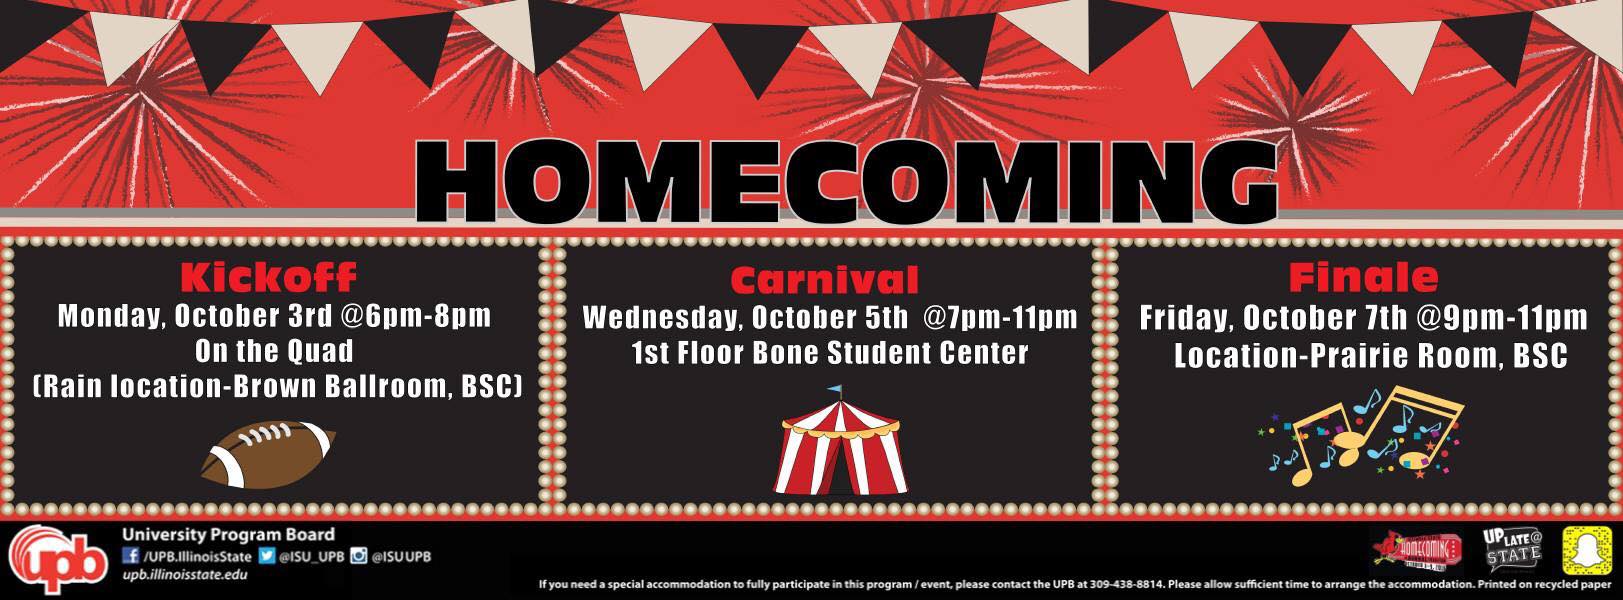 HOMECOMING
Kickoff
Monday, October 3rd @6pm-8pm
On the Quad
(Rain location-Brown Ballroom, BSC)
Carnival
Wednesday, October 5th @7pm-11pm
1st Floor Bone Student Center
Finale
Friday, October 7th @9pm-11pm
Location-Prairie Room, BSC
upb
University Program Board
/UPB.IllinoisState @ISU_UPB @ISUUPB
upb.illinoisstate.edu
HOMECOMING
UP LATE@
STATE
If you need a special accommodation to fully participate in this program / event, please contact the UPB at 309-438-8814. Please allow sufficient time to arrange the accommodation. Printed on recycled paper